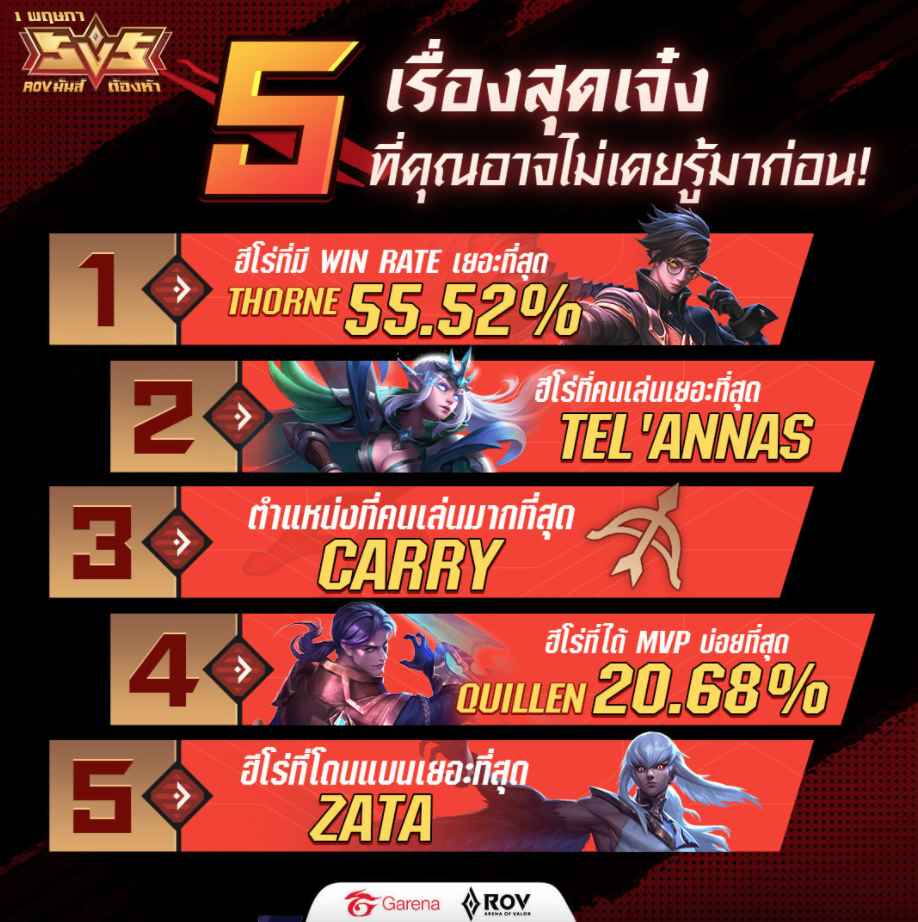 1 พฤษภา
5v5
ROVมันส์ ต้องห้ำ
5 เรื่องสุดเจ๋ง
ที่คุณอาจไม่เคยรู้มาก่อน!
1
ฮีโร่ที่มี WIN RATE เยอะที่สุด
THORNE 55.52%
2
ฮีโร่ที่คนเล่นเยอะที่สุด
TEL'ANNAS
3
ตำแหน่งที่คนเล่นมากที่สุด
CARRY
4
ฮีโร่ที่ได้ MVP บ่อยที่สุด
QUILLEN 20.68%
5
ฮีโร่ที่โดนแบนเยอะที่สุด
ZATA
Garena ROV
ARENA OF VALOR